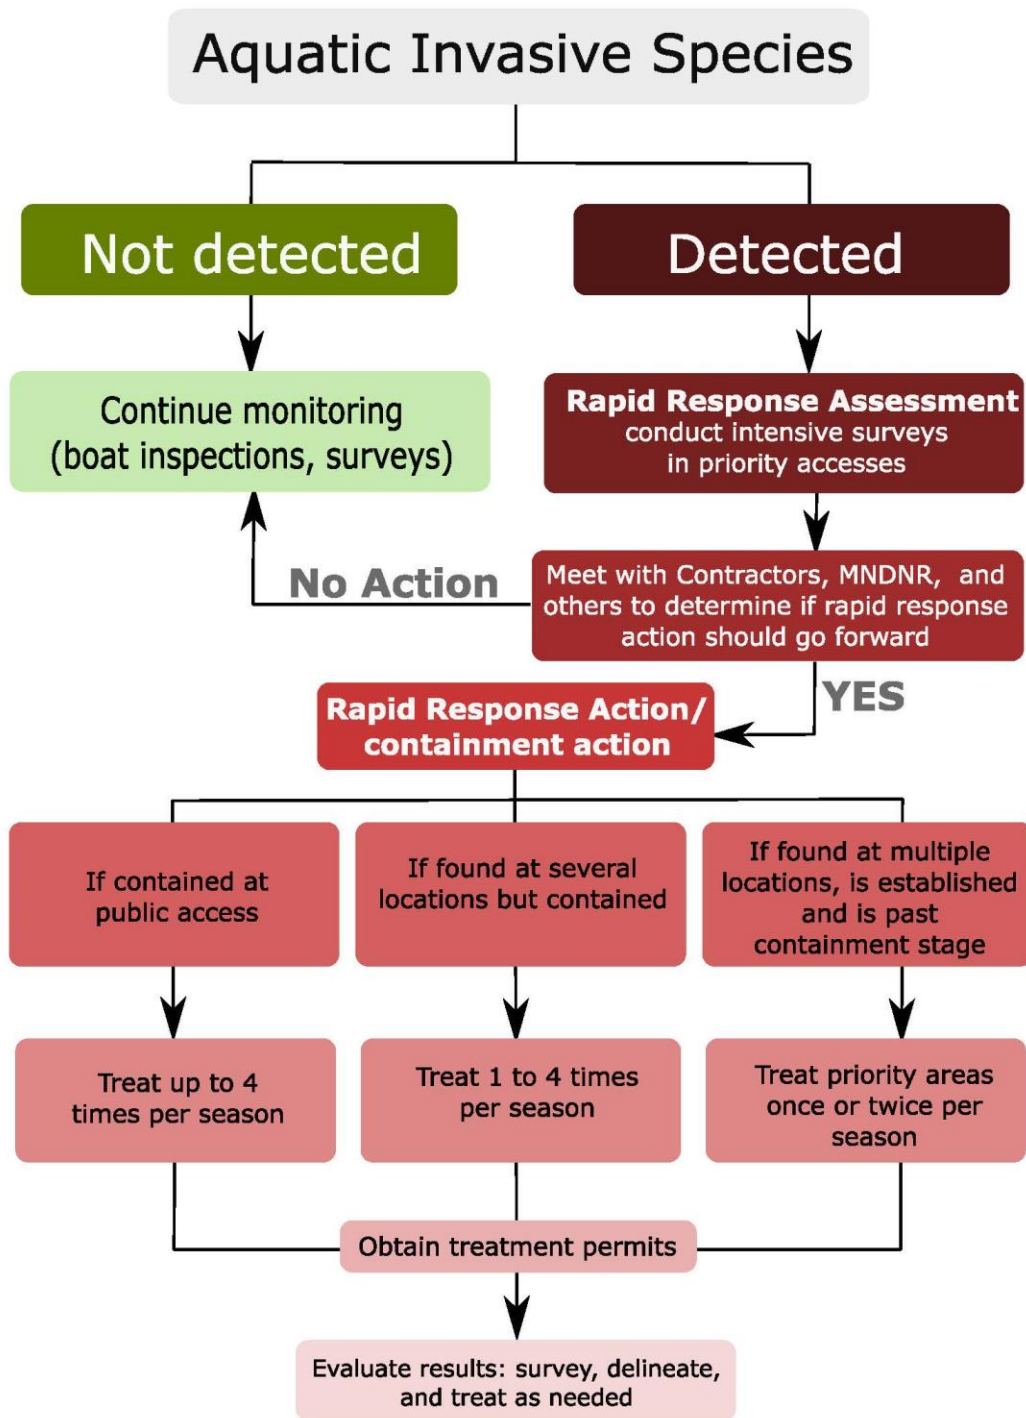 Aquatic Invasive Species
Not detected
Detected
Continue monitoring
(boat inspections, surveys)
Rapid Response Assessment
conduct intensive surveys
in priority accesses
No Action
Meet with Contractors, MNDNR, and
others to determine if rapid response
action should go forward
YES
Rapid Response Action/
containment action
If contained at
public access
If found at several
locations but contained
If found at multiple
locations, is established
and is past
containment stage
Treat up to 4
times per season
Treat 1 to 4 times
per season
Treat priority areas
once or twice per
season
Obtain treatment permits
Evaluate results: survey, delineate,
and treat as needed